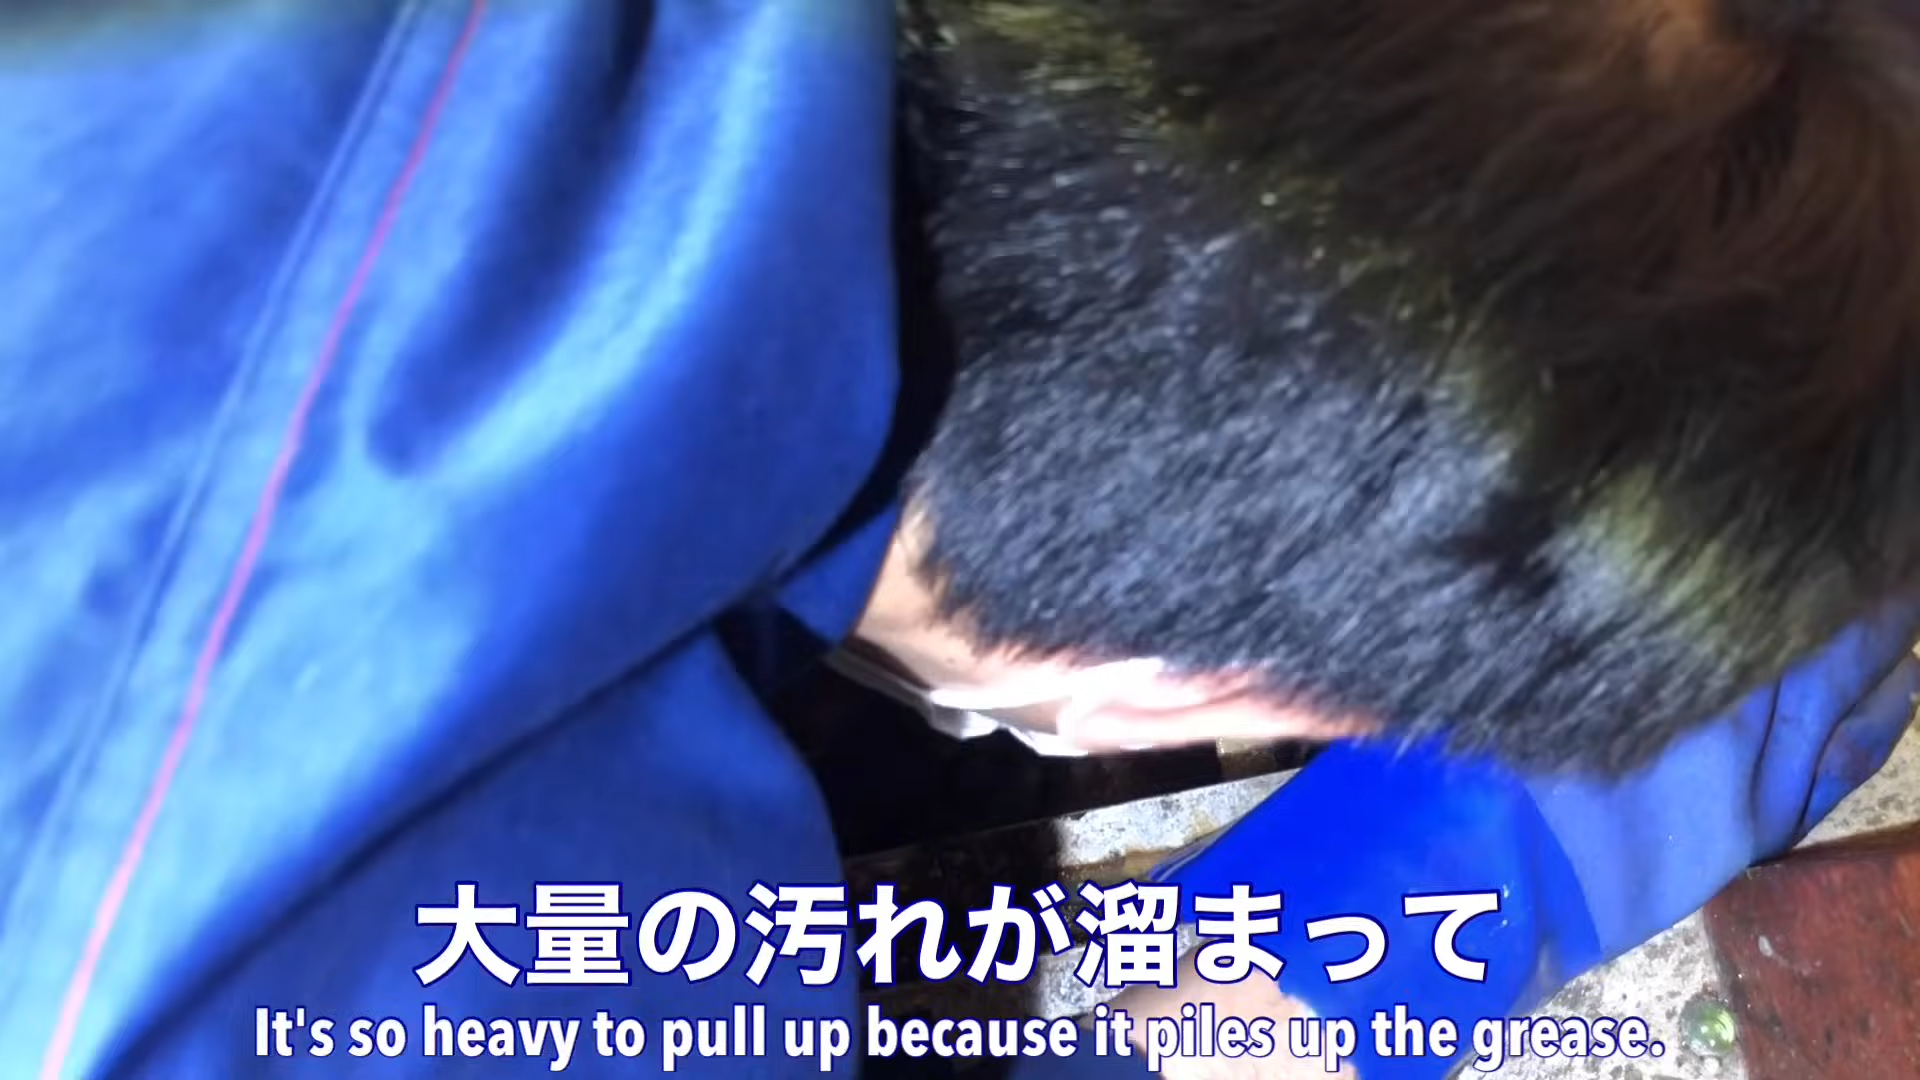 大量の汚れが溜まって
It's so heavy to pull up because it piles up the grease.